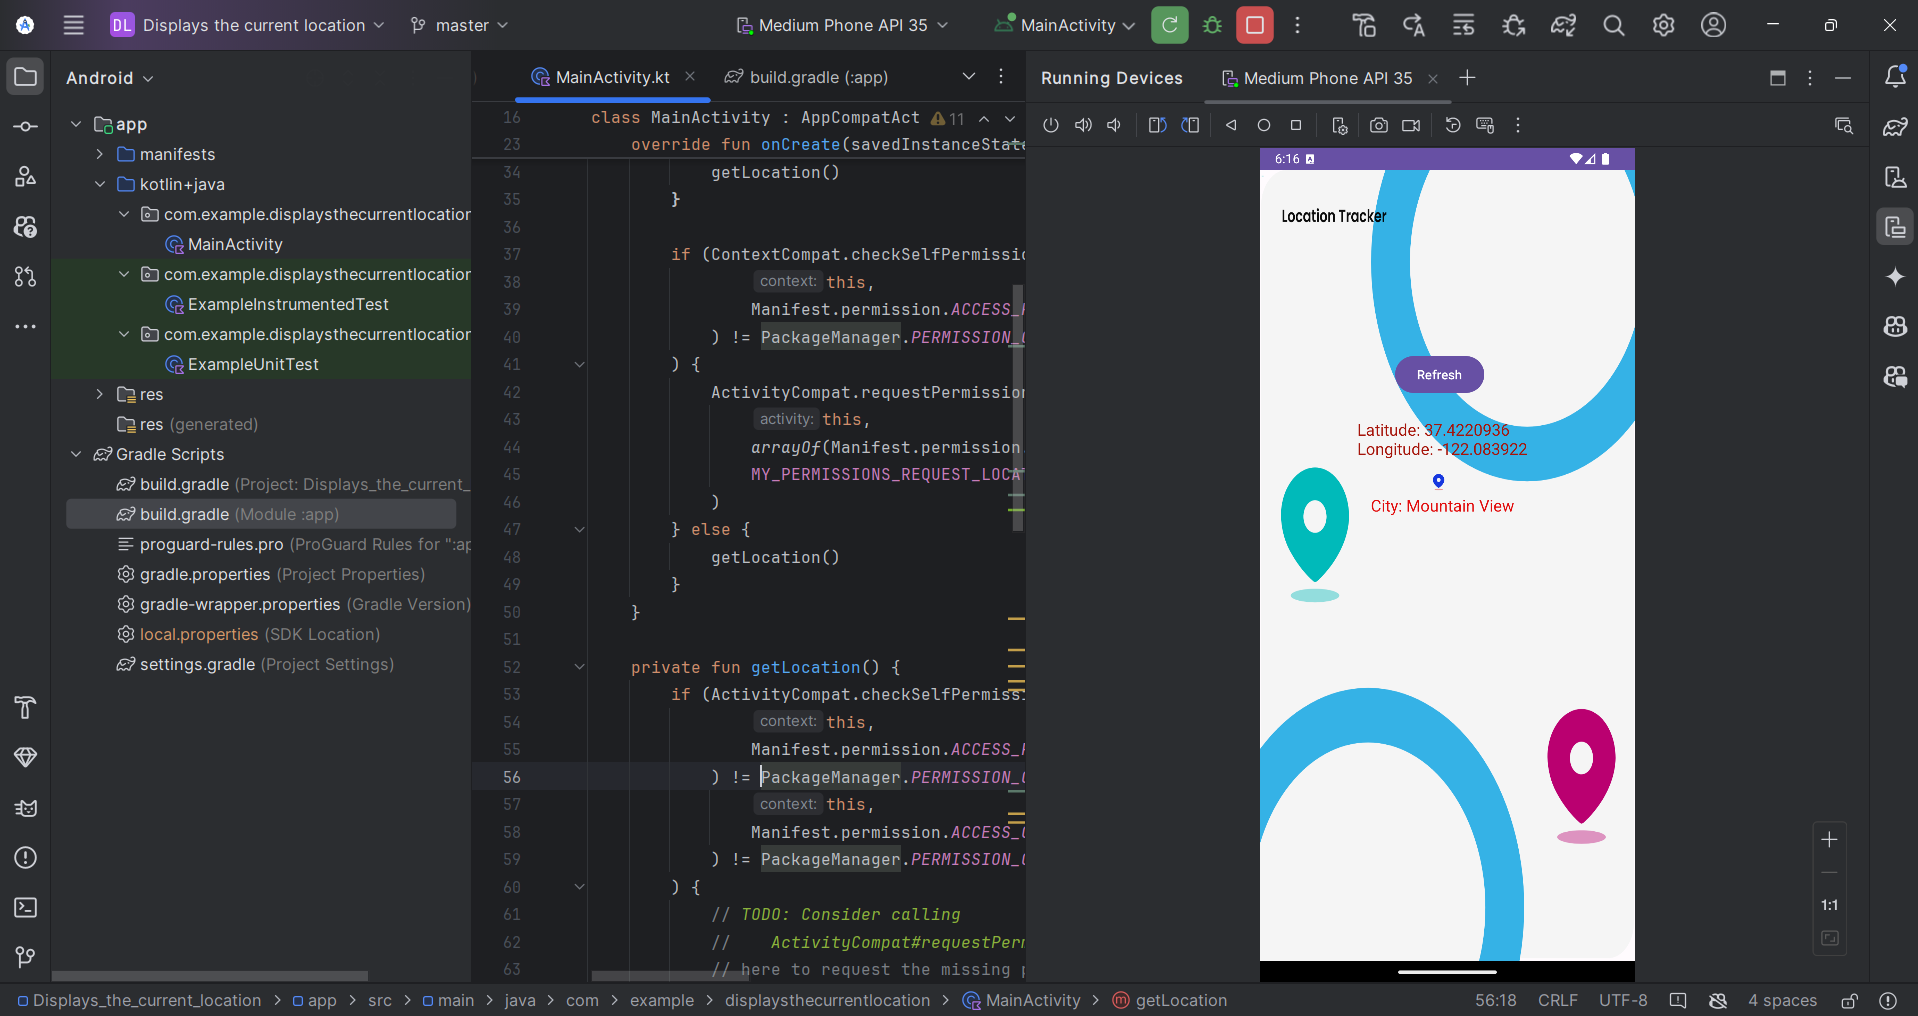 DL Displays the current location master Medium Phone API 35 MainActivity
Android
app
manifests
kotlin+java
com.example.displaysthecurrentlocation
MainActivity
com.example.displaysthecurrentlocation
ExampleInstrumentedTest
com.example.displaysthecurrentlocation
ExampleUnitTest
res
res (generated)
Gradle Scripts
build.gradle (Project: Displays_the_current_
build.gradle (Module :app)
proguard-rules.pro (ProGuard Rules for ":ap
gradle.properties (Project Properties)
gradle-wrapper.properties (Gradle Version)
local.properties (SDK Location)
settings.gradle (Project Settings)
MainActivity.kt build.gradle (:app)
16 class MainActivity : AppCompatAct 11
23 override fun onCreate(savedInstanceState
34 getLocation()
35 }
36
37 if (ContextCompat.checkSelfPermissio
38 context: this,
39 Manifest.permission.ACCESS_
40 ) != PackageManager.PERMISSION_
41 ) {
42 ActivityCompat.requestPermission
43 activity: this,
44 arrayOf(Manifest.permission.
45 MY_PERMISSIONS_REQUEST_LOCA
46 )
47 } else {
48 getLocation()
49 }
50 }
51
52 private fun getLocation() {
53 if (ActivityCompat.checkSelfPermiss
54 context: this,
55 Manifest.permission.ACCESS_
56 ) != PackageManager.PERMISSION_
57 context: this,
58 Manifest.permission.ACCESS_
59 ) != PackageManager.PERMISSION_
60 ) {
61 // TODO: Consider calling
62 // ActivityCompat#requestPer
63 // here to request the missing p
Running Devices Medium Phone API 35
6:16
Location Tracker
Refresh
Latitude: 37.4220936
Longitude: -122.083922
City: Mountain View
1:1
Displays_the_current_location > app > src > main > java > com > example > displaysthecurrentlocation > MainActivity > getLocation
56:18 CRLF UTF-8 4 spaces